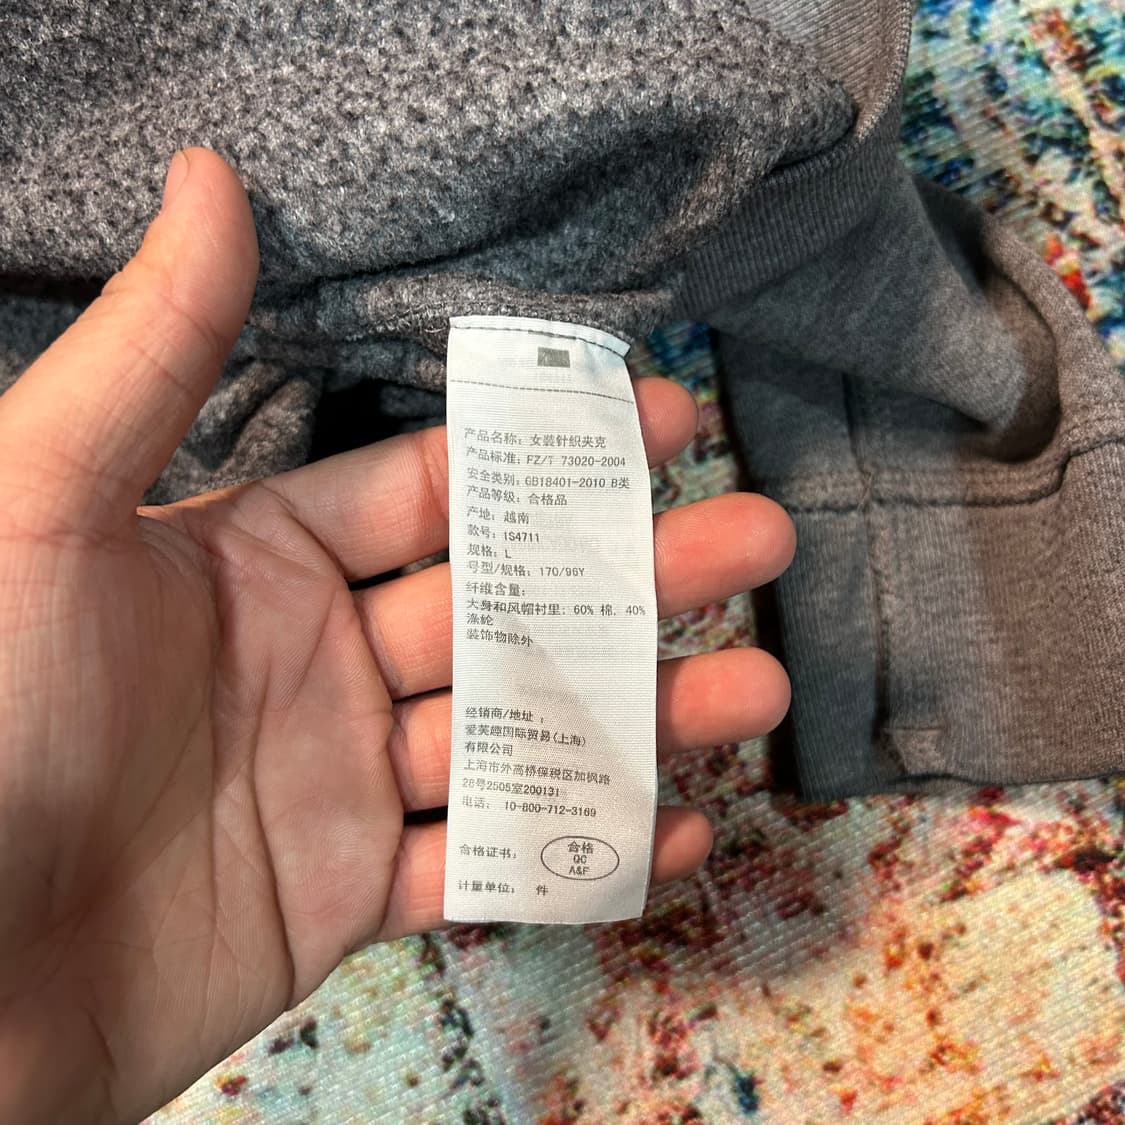 产品名称：女装针织夹克
产品标准：FZ/T 73020-2004
安全类别：GB18401-2010 B类
产品等级：合格品
产地：越南
款号：IS4711
规格：L
号型/规格：170/96Y
纤维含量：
大身和风帽衬里：60% 棉，40%
涤纶
装饰物除外
经销商/地址：
爱芙趣国际贸易(上海)
有限公司
上海市外高桥保税区加枫路
28号2505室200131
电话： 10-800-712-3169
合格证书：
合格
QC
A&F
计量单位： 件